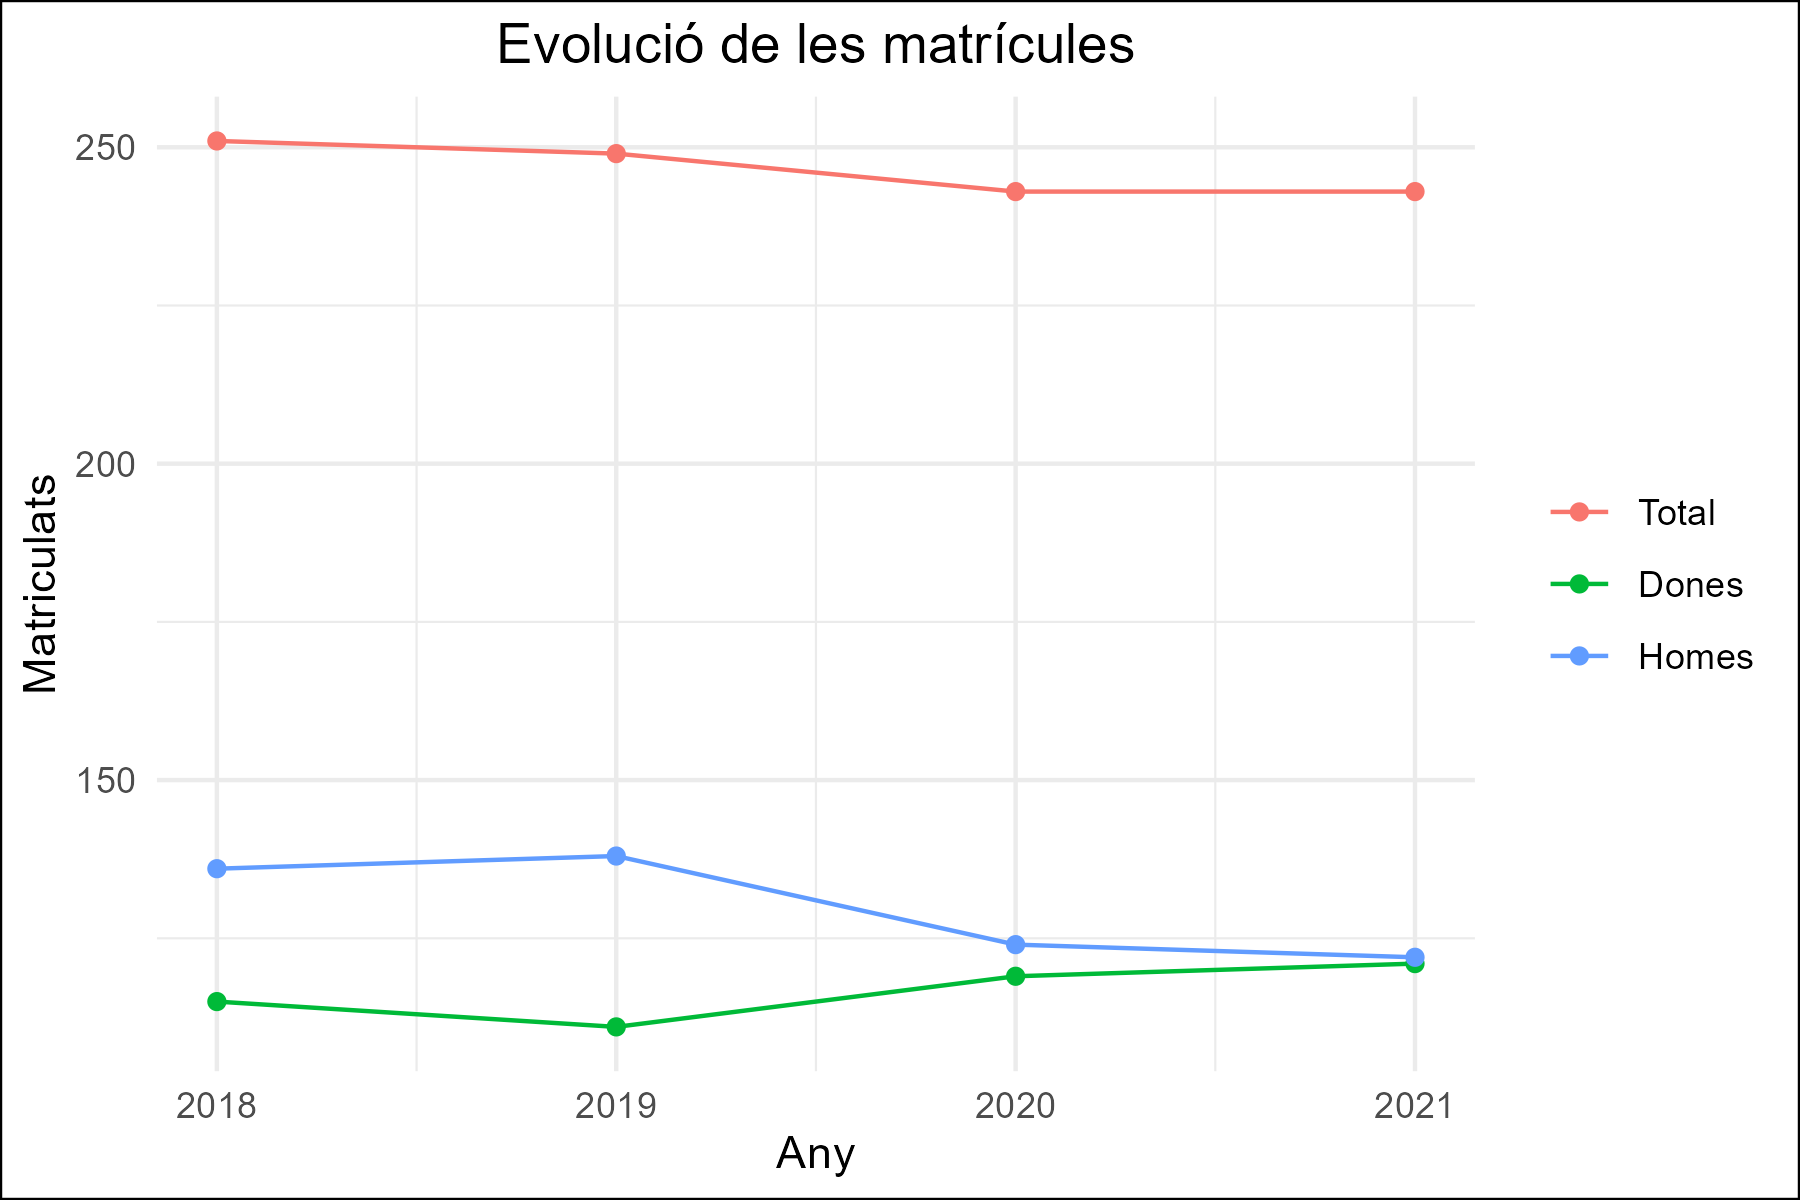 Evolució de les matrícules
250
200
150
Matriculats
2018
2019
2020
2021
Any
Total
Dones
Homes